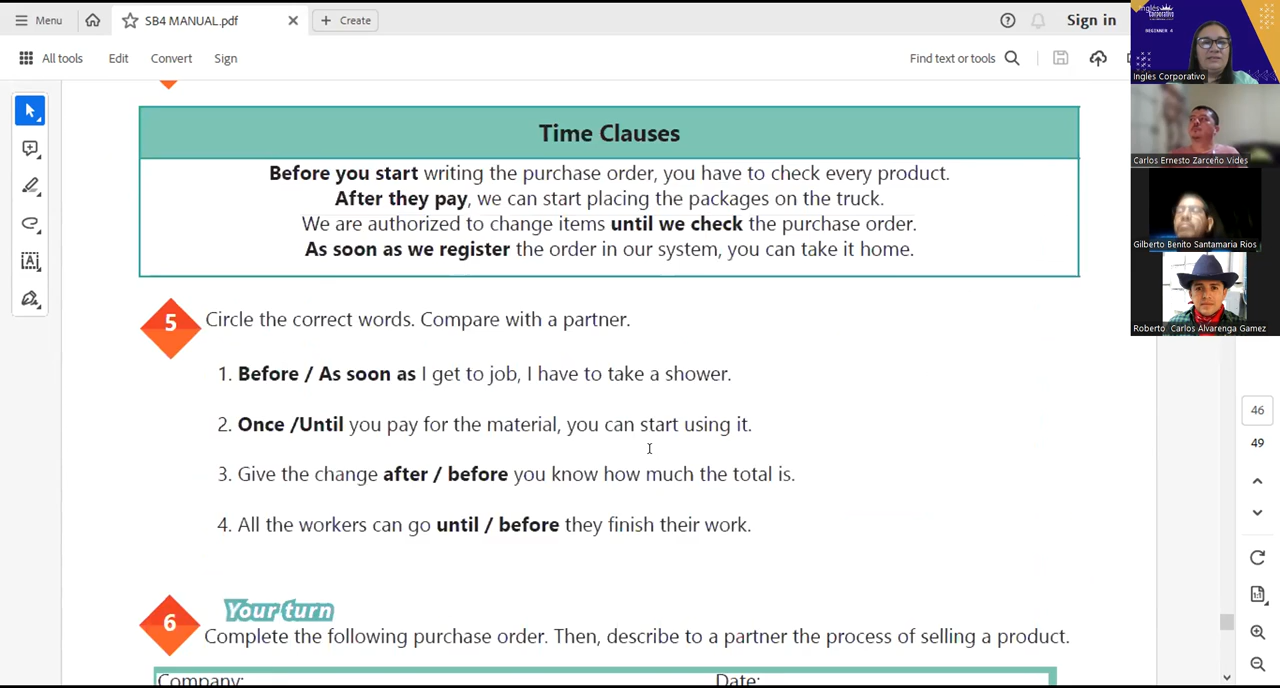 Menu
SB4 MANUAL.pdf
Create
Sign in
All tools
Edit
Convert
Sign
Find text or tools
Inglés
Corporativo
BEGINNER 4
Ingles Corporativo
Carlos Ernesto Zarceño Vides
Gilberto Benito Santamaria Rios
Roberto Carlos Alvarenga Gamez
Time Clauses
Before you start writing the purchase order, you have to check every product.
After they pay, we can start placing the packages on the truck.
We are authorized to change items until we check the purchase order.
As soon as we register the order in our system, you can take it home.
5 Circle the correct words. Compare with a partner.
1. Before / As soon as I get to job, I have to take a shower.
2. Once /Until you pay for the material, you can start using it.
3. Give the change after / before you know how much the total is.
4. All the workers can go until / before they finish their work.
6 Your turn
Complete the following purchase order. Then, describe to a partner the process of selling a product.
Company:
Date:
46
49